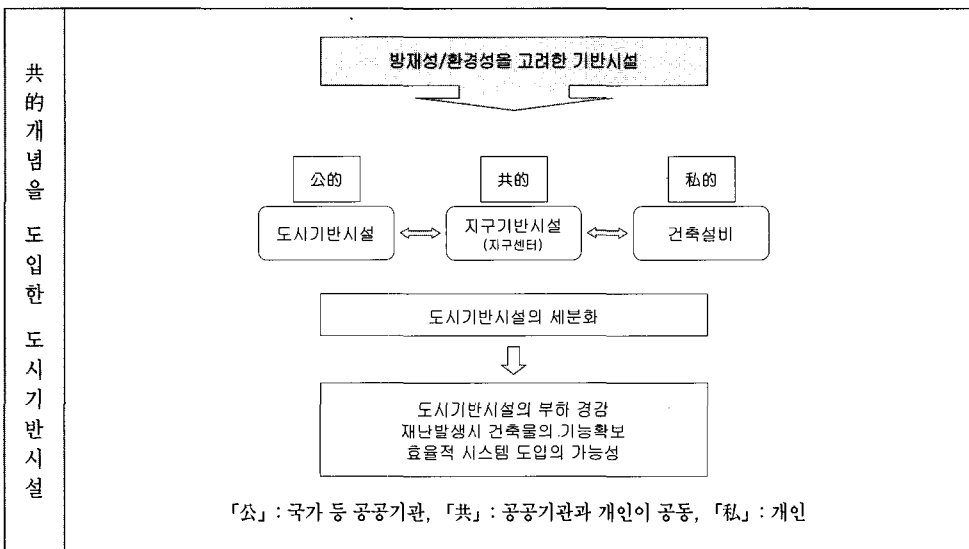 共的개념을 도입한 도시기반시설
방재성/환경성을 고려한 기반시설
公的
共的
私的
도시기반시설
지구기반시설
(지구센터)
건축설비
도시기반시설의 세분화
도시기반시설의 부하 경감
재난발생시 건축물의 기능확보
효율적 시스템 도입의 가능성
「公」: 국가 등 공공기관, 「共」: 공공기관과 개인이 공동, 「私」: 개인